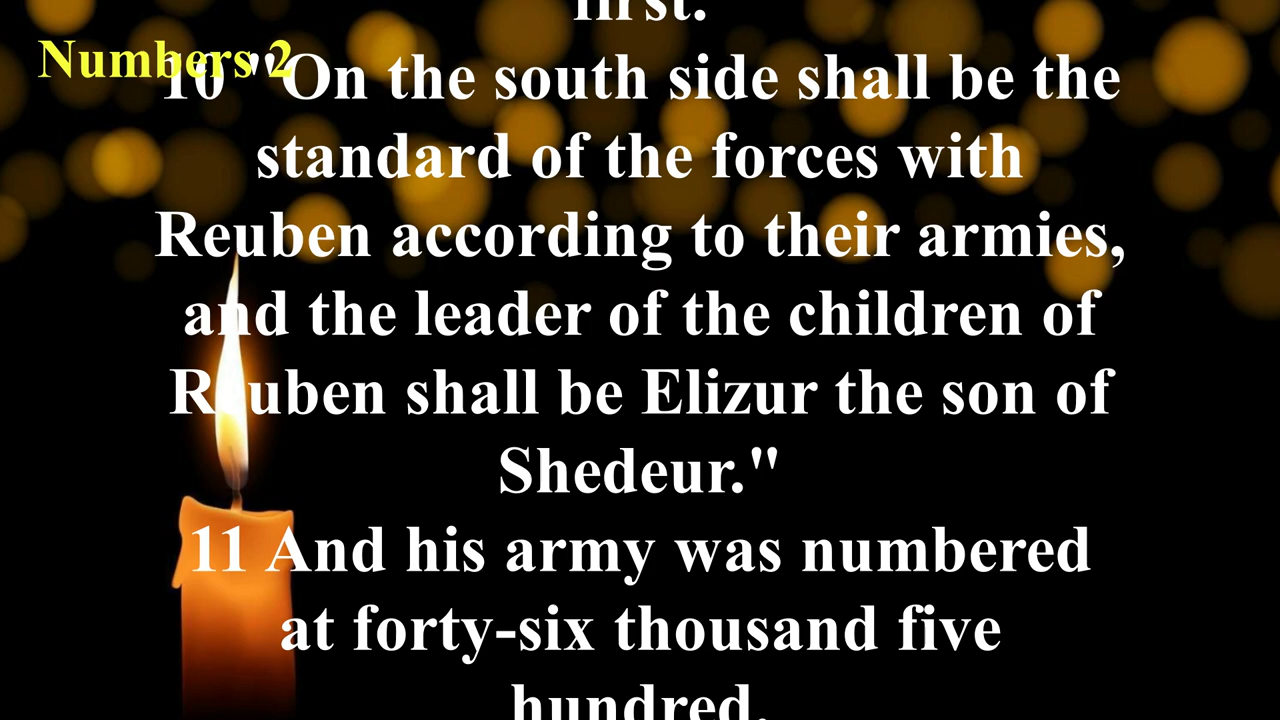 first.
Numbers 2
10 "On the south side shall be the
standard of the forces with
Reuben according to their armies,
and the leader of the children of
Reuben shall be Elizur the son of
Shedeur."
11 And his army was numbered
at forty-six thousand five
hundred.